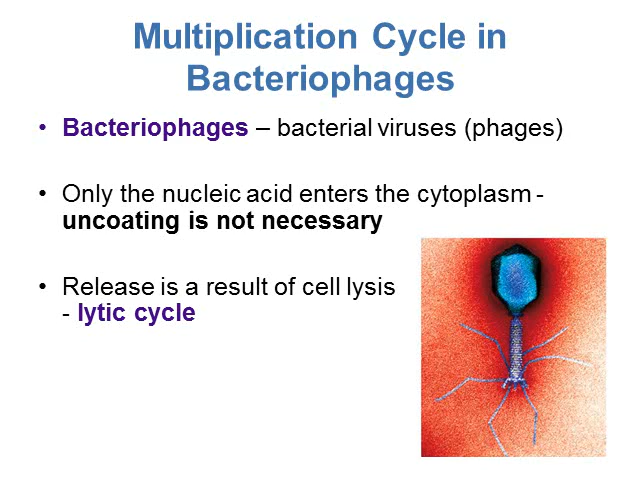 Multiplication Cycle in
Bacteriophages
• Bacteriophages – bacterial viruses (phages)
• Only the nucleic acid enters the cytoplasm -
uncoating is not necessary
• Release is a result of cell lysis
- lytic cycle